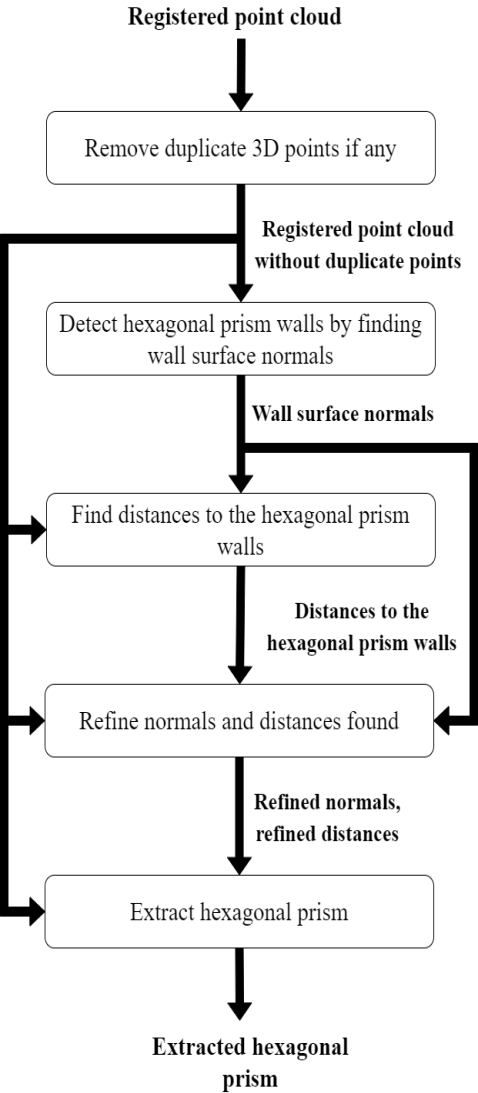 Registered point cloud
Remove duplicate 3D points if any
Registered point cloud
without duplicate points
Detect hexagonal prism walls by finding
wall surface normals
Wall surface normals
Find distances to the hexagonal prism
walls
Distances to the
hexagonal prism walls
Refine normals and distances found
Refined normals,
refined distances
Extract hexagonal prism
Extracted hexagonal
prism